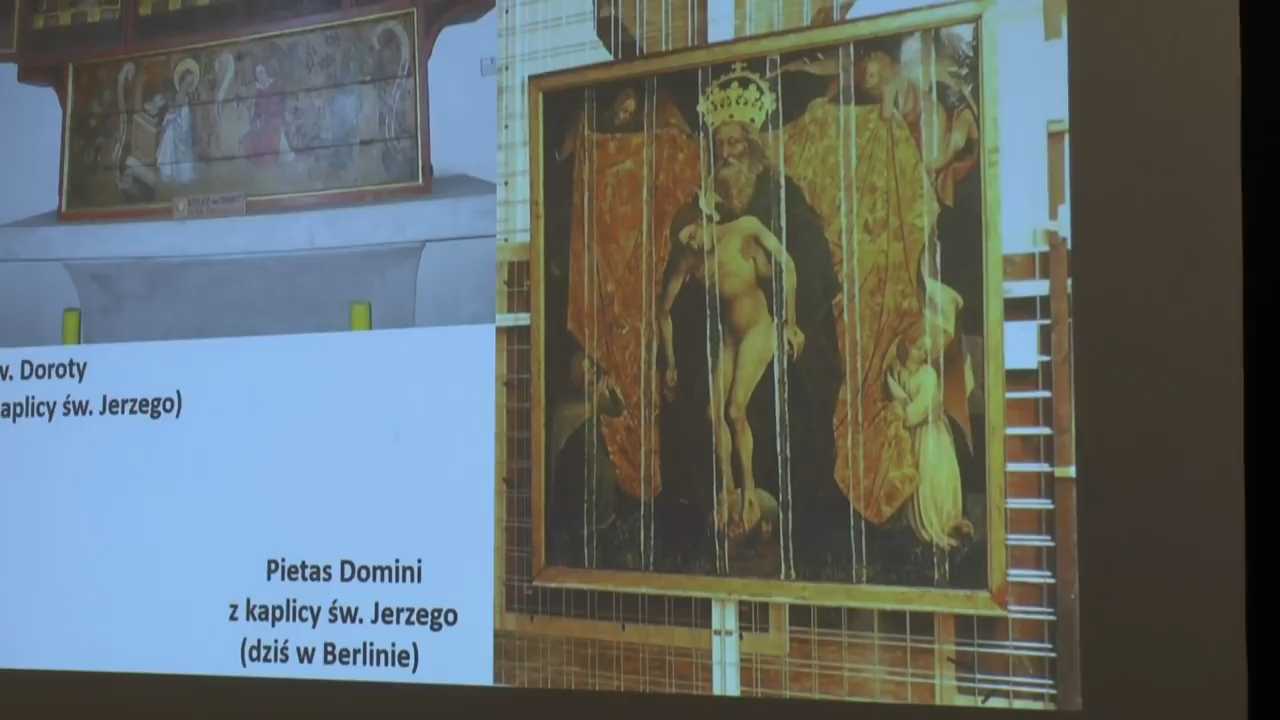 w. Doroty
aplicy św. Jerzego)
Pietas Domini
z kaplicy św. Jerzego
(dziś w Berlinie)